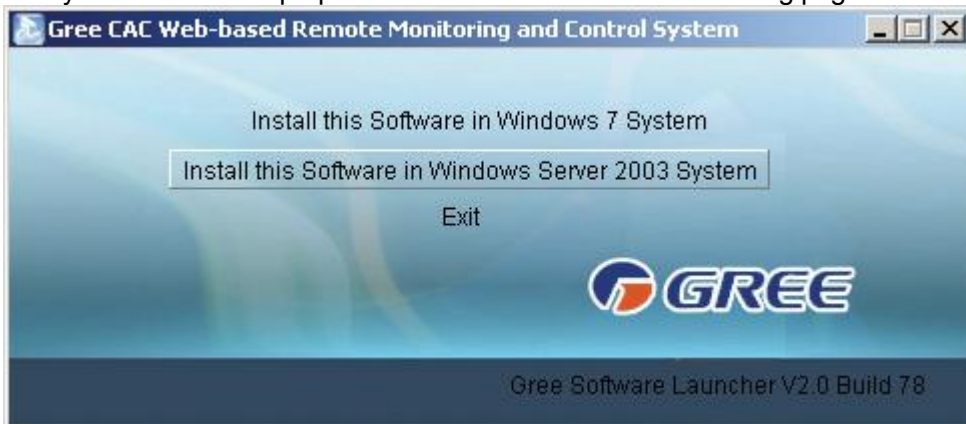 Gree CAC Web-based Remote Monitoring and Control System
Install this Software in Windows 7 System
Install this Software in Windows Server 2003 System
Exit
GREE
Gree Software Launcher V2.0 Build 78